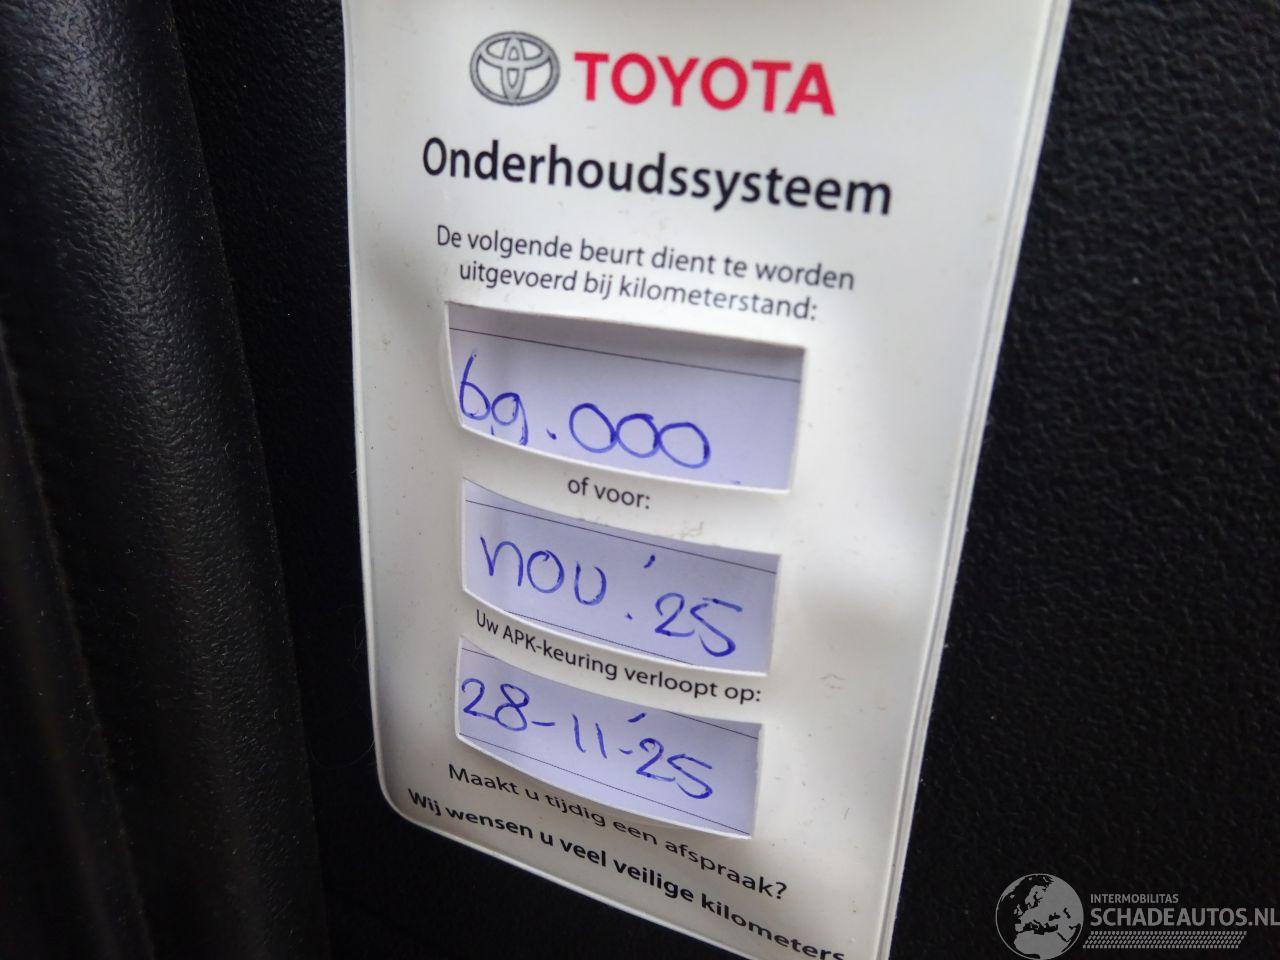 TOYOTA
Onderhoudssysteem
De volgende beurt dient te worden
uitgevoerd bij kilometerstand:
69.000
of voor:
nov. '25
Uw APK-keuring verloopt op:
28-11-'25
Maakt u tijdig een afspraak?
Wij wensen u veel veilige kilometers
INTERMOBILITAS
SCHADEAUTOS.NL